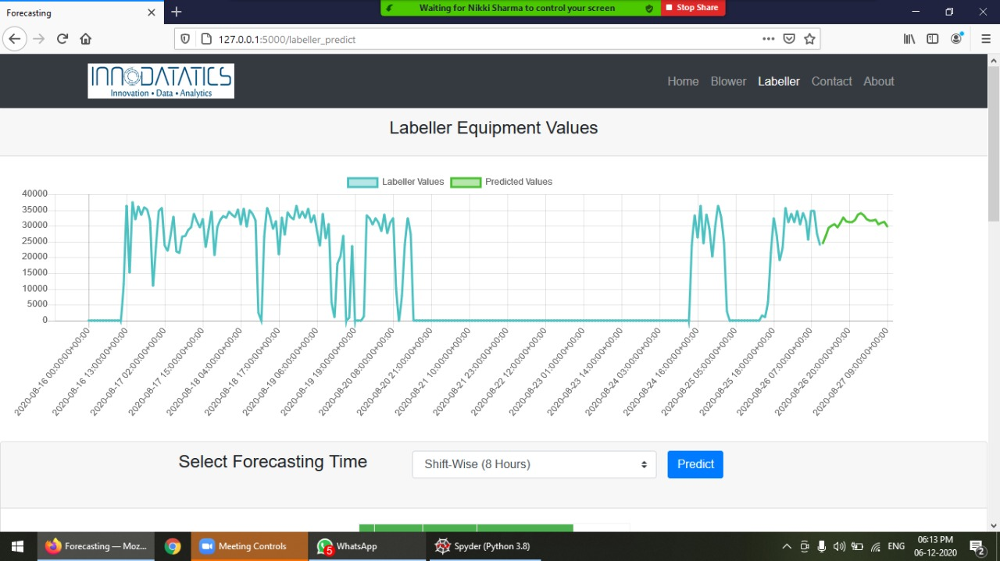 Forecasting
Waiting for Nikki Sharma to control your screen
Stop Share
127.0.0.1:5000/labeller_predict
INNODATATICS
Innovation • Data • Analytics
Home Blower Labeller Contact About
Labeller Equipment Values
Labeller Values Predicted Values
40000
35000
30000
25000
20000
15000
10000
5000
0
2020-08-16 00:00:00+00:00
2020-08-16 13:00:00+00:00
2020-08-17 02:00:00+00:00
2020-08-17 15:00:00+00:00
2020-08-18 04:00:00+00:00
2020-08-18 17:00:00+00:00
2020-08-19 06:00:00+00:00
2020-08-19 19:00:00+00:00
2020-08-20 08:00:00+00:00
2020-08-20 21:00:00+00:00
2020-08-21 10:00:00+00:00
2020-08-21 23:00:00+00:00
2020-08-22 12:00:00+00:00
2020-08-23 01:00:00+00:00
2020-08-23 14:00:00+00:00
2020-08-24 03:00:00+00:00
2020-08-24 16:00:00+00:00
2020-08-25 05:00:00+00:00
2020-08-25 18:00:00+00:00
2020-08-26 07:00:00+00:00
2020-08-26 20:00:00+00:00
2020-08-27 09:00:00+00:00
Select Forecasting Time
Shift-Wise (8 Hours)
Predict
Forecasting — Moz...
Meeting Controls
5
WhatsApp
Spyder (Python 3.8)
ENG
06:13 PM
06-12-2020
2